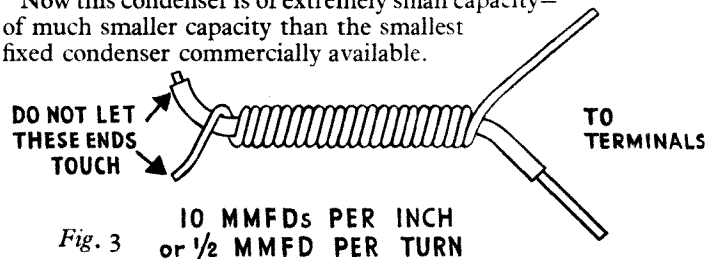 Now this condenser is of extremely small capacity—
of much smaller capacity than the smallest
fixed condenser commercially available.
DO NOT LET
THESE ENDS
TOUCH
TO
TERMINALS
10 MMFDs PER INCH
or 1/2 MMFD PER TURN
Fig. 3